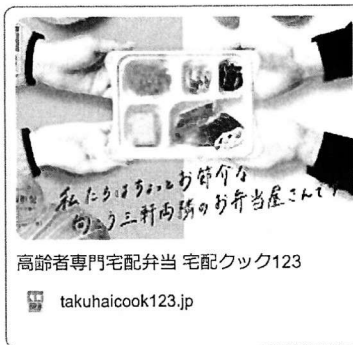 私たちはちょっとお節介な
向こう三軒両隣のお弁当屋さんです
高齢者専門宅配弁当 宅配クック123
takuhaicook123.jp